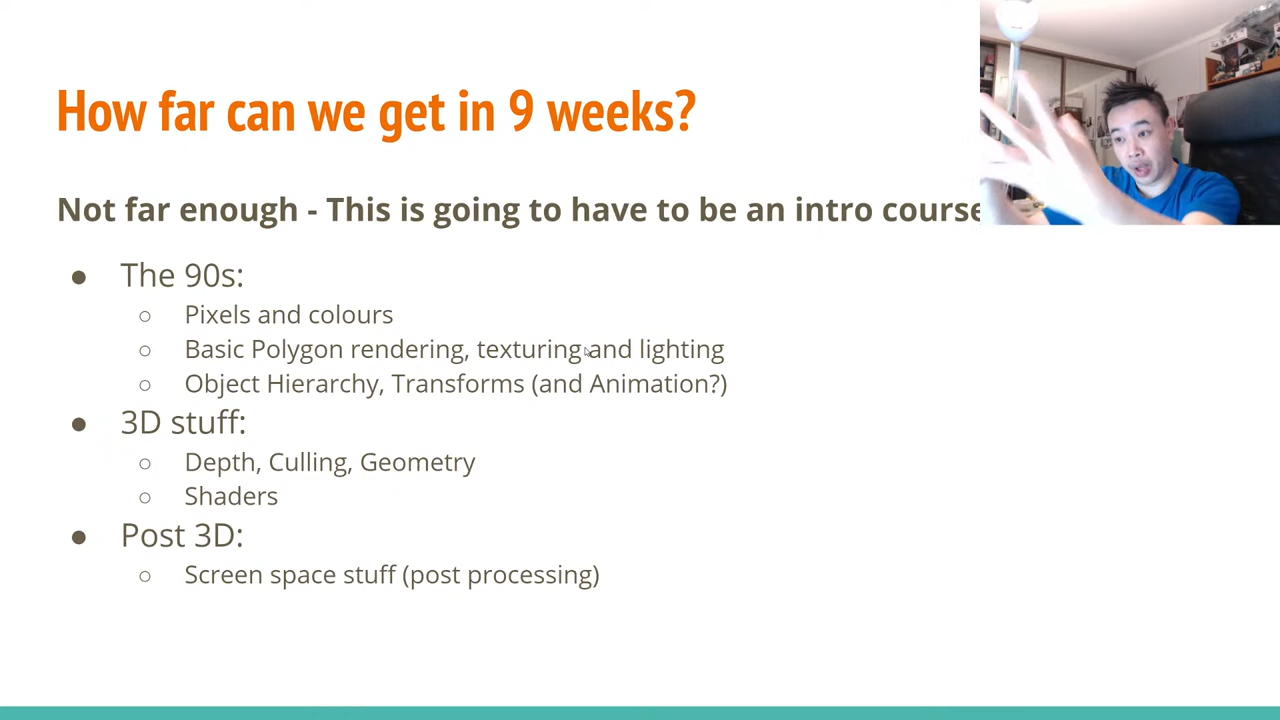 How far can we get in 9 weeks?
Not far enough - This is going to have to be an intro course
The 90s:
Pixels and colours
Basic Polygon rendering, texturing and lighting
Object Hierarchy, Transforms (and Animation?)
3D stuff:
Depth, Culling, Geometry
Shaders
Post 3D:
Screen space stuff (post processing)